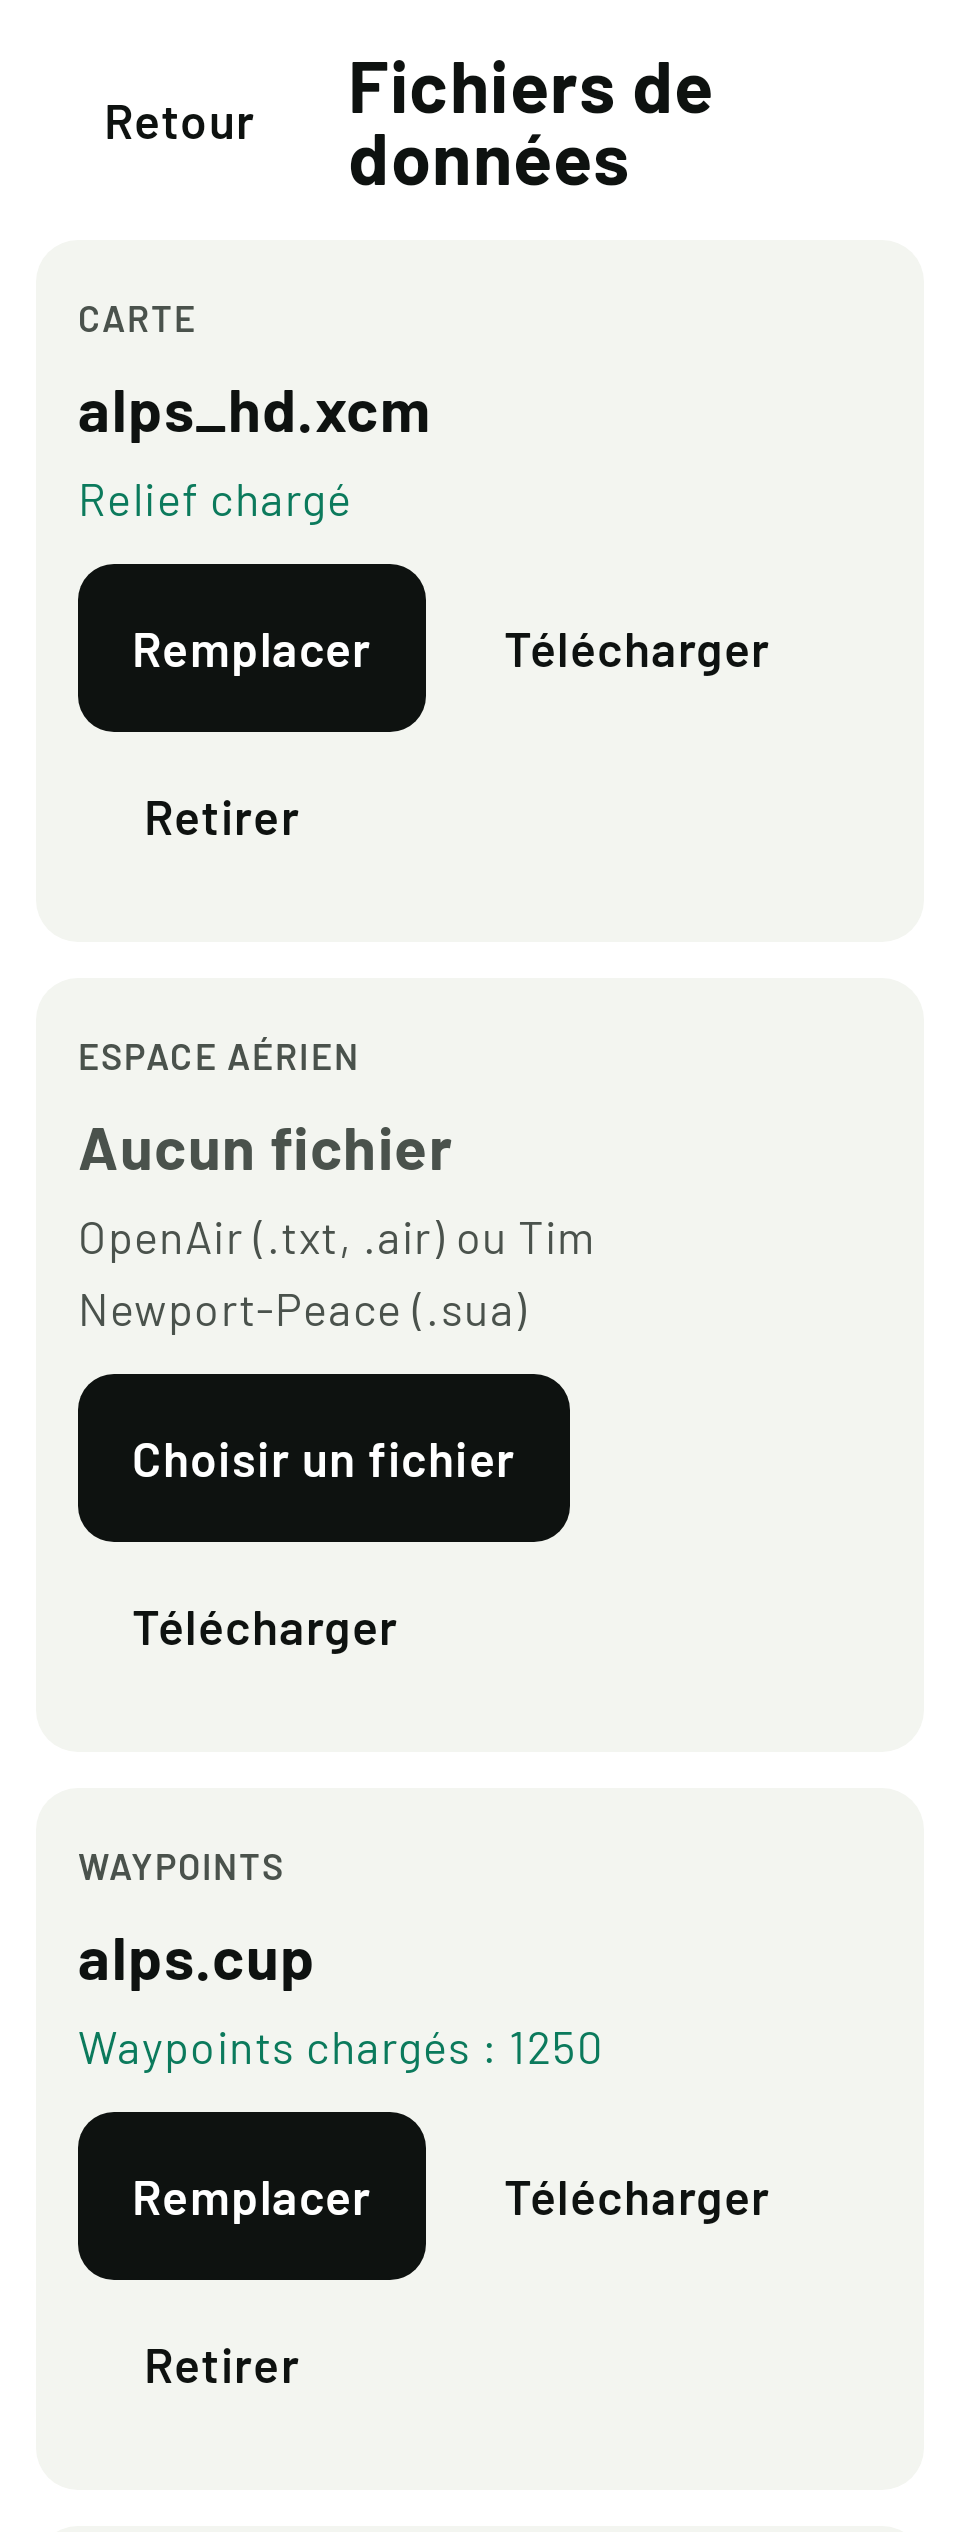 Retour
Fichiers de
données
CARTE
alps_hd.xcm
Relief chargé
Remplacer
Télécharger
Retirer
ESPACE AÉRIEN
Aucun fichier
OpenAir (.txt, .air) ou Tim
Newport-Peace (.sua)
Choisir un fichier
Télécharger
WAYPOINTS
alps.cup
Waypoints chargés : 1250
Remplacer
Télécharger
Retirer